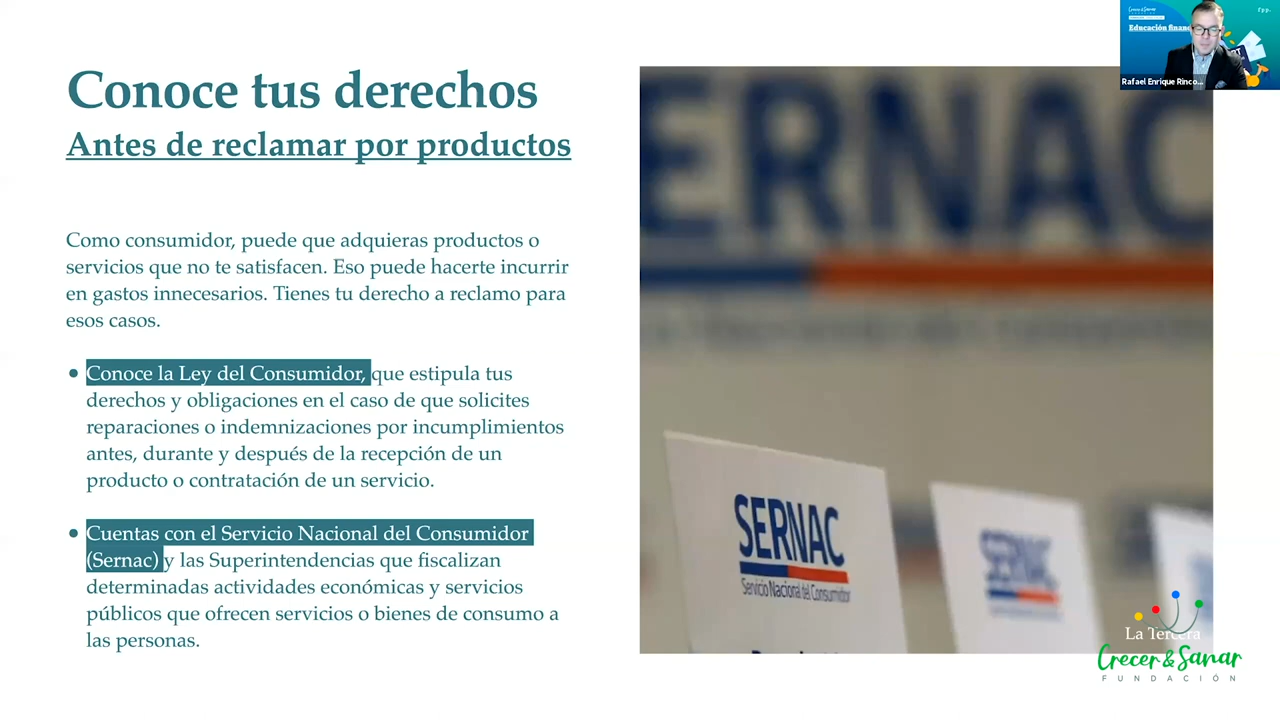 Conoce tus derechos
Antes de reclamar por productos
Como consumidor, puede que adquieras productos o
servicios que no te satisfacen. Eso puede hacerte incurrir
en gastos innecesarios. Tienes tu derecho a reclamo para
esos casos.
• Conoce la Ley del Consumidor, que estipula tus
derechos y obligaciones en el caso de que solicites
reparaciones o indemnizaciones por incumplimientos
antes, durante y después de la recepción de un
producto o contratación de un servicio.
• Cuentas con el Servicio Nacional del Consumidor
(Sernac) y las Superintendencias que fiscalizan
determinadas actividades económicas y servicios
públicos que ofrecen servicios o bienes de consumo a
las personas.
Crecer & Sanar
Educación finan
Rafael Enrique Rinco...
ERNAC
SERNAC
Servicio Nacional del Consumidor
SERNAC
La Tercera
Crecer & Sanar
FUNDACIÓN